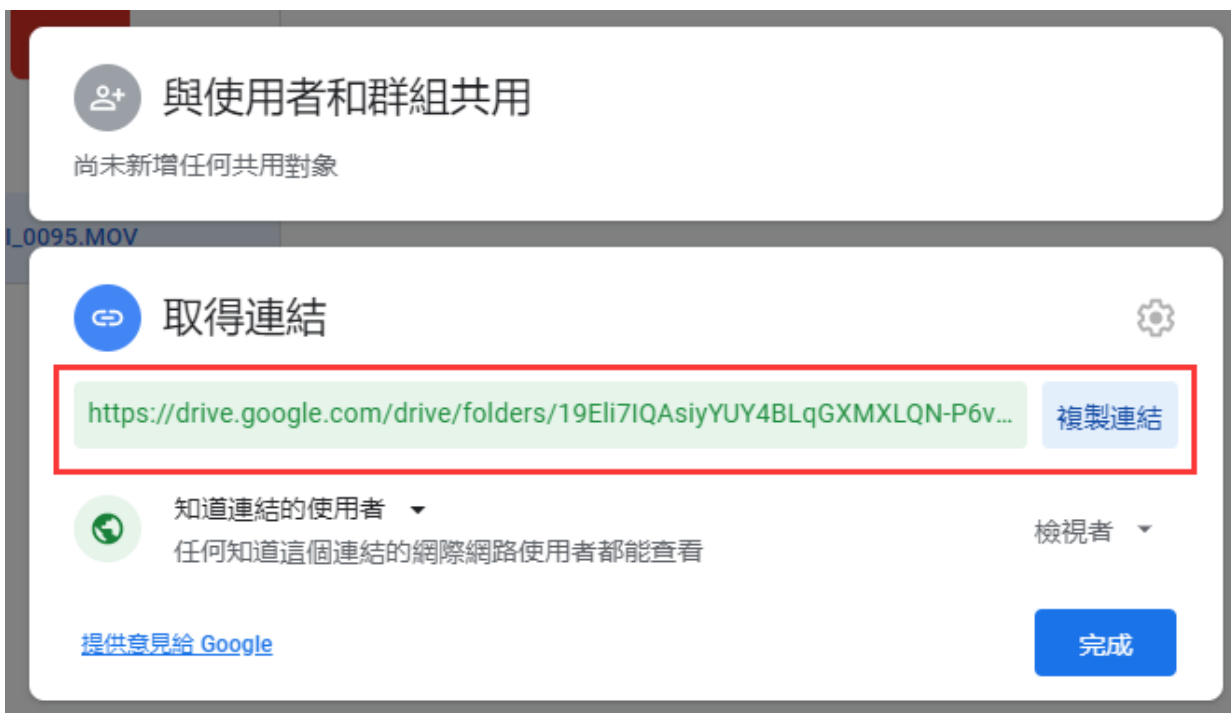 與使用者和群組共用
尚未新增任何共用對象
I_0095.MOV
取得連結
https://drive.google.com/drive/folders/19Eli7IQAsiyYUY4BLqGXMXLQN-P6v...
複製連結
知道連結的使用者
任何知道這個連結的網際網路使用者都能查看
檢視者
提供意見給 Google
完成